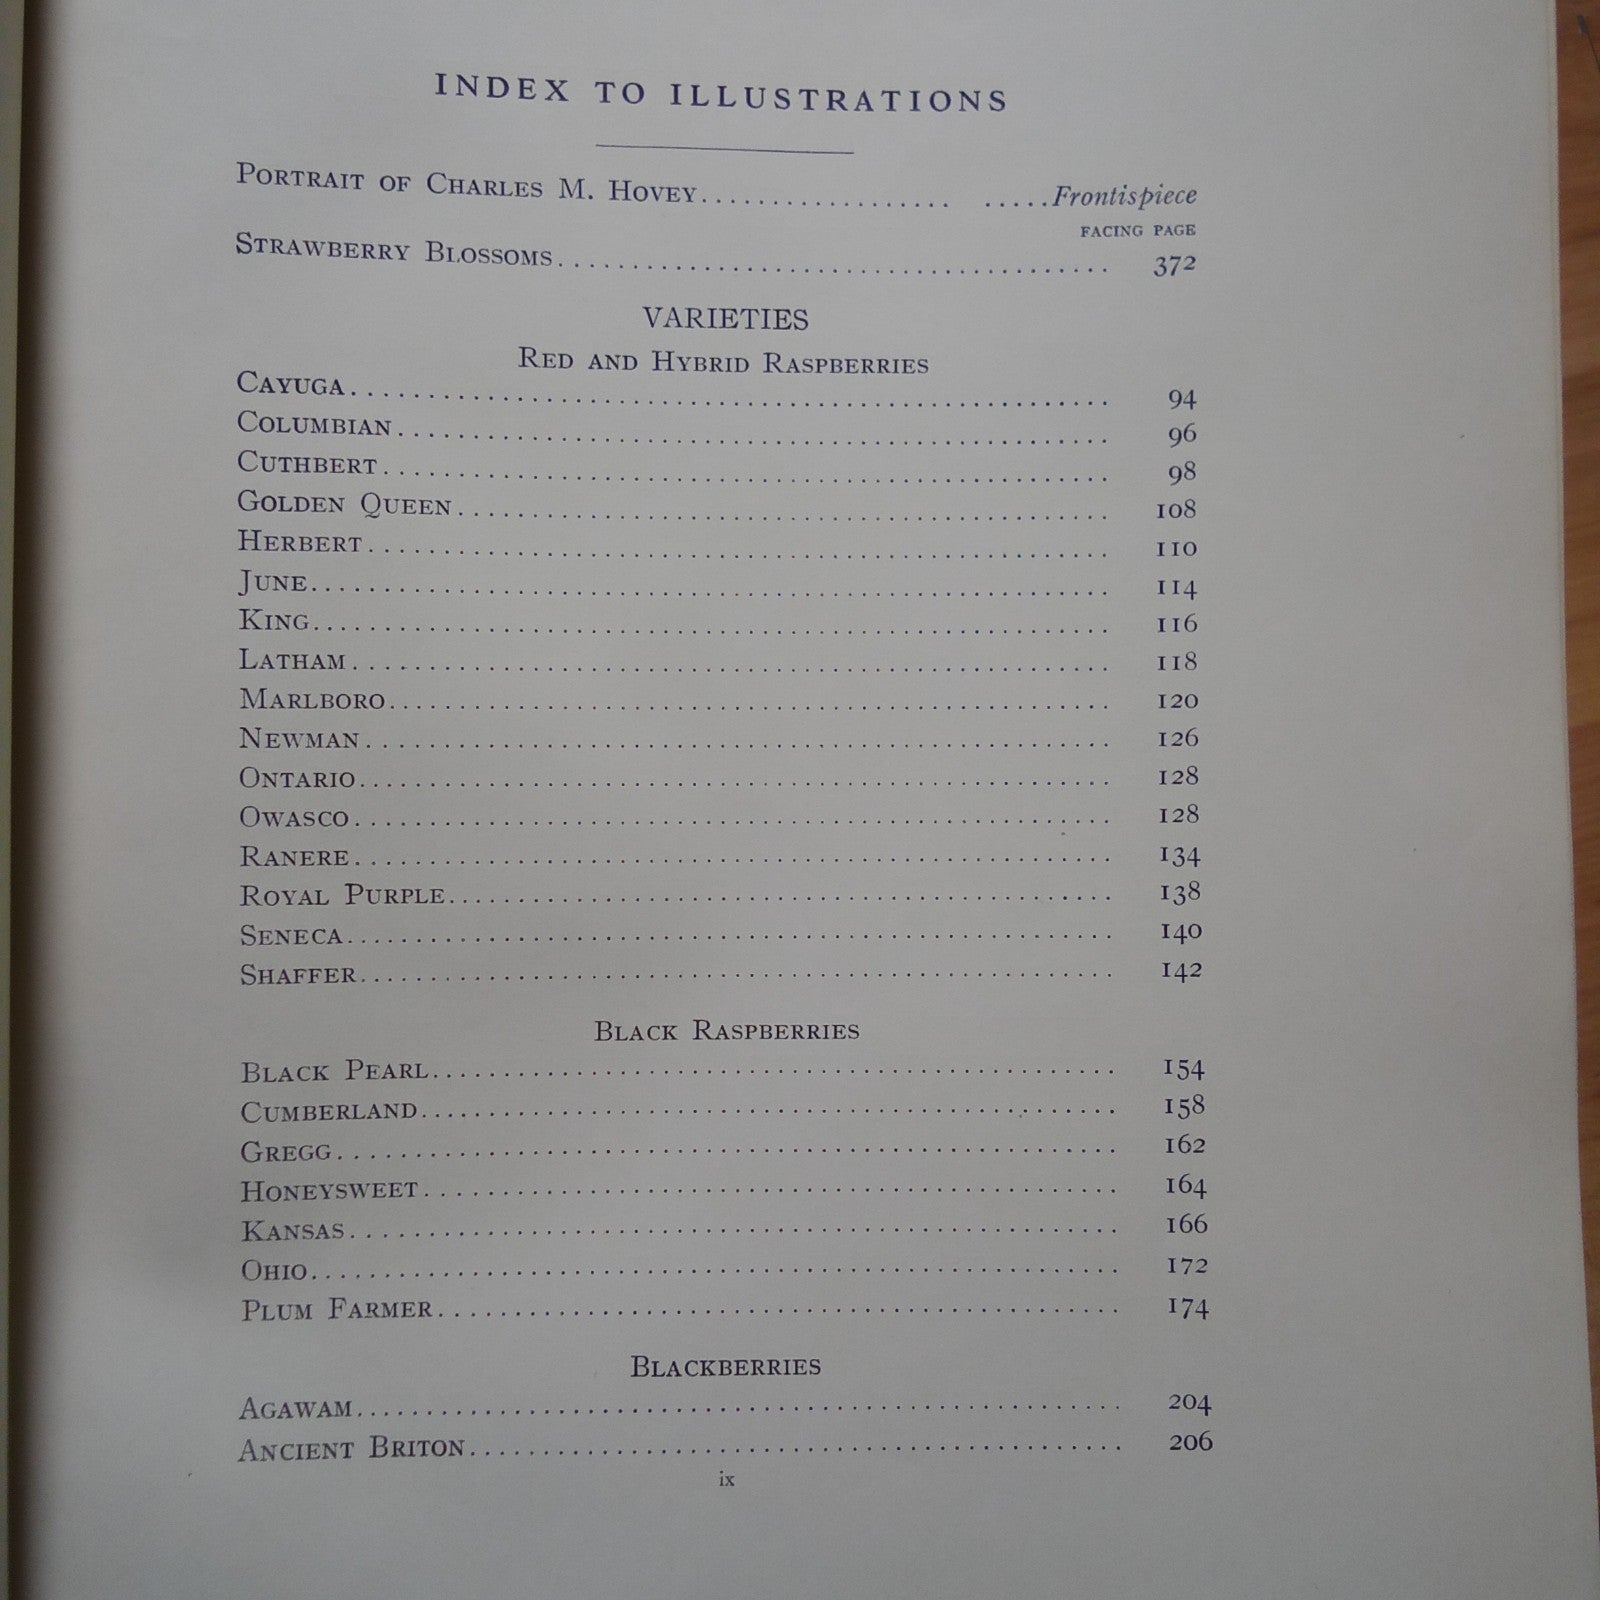 INDEX TO ILLUSTRATIONS
PORTRAIT OF CHARLES M. HOVEY.................. .....Frontispiece
FACING PAGE
STRAWBERRY BLOSSOMS........................................ 372
VARIETIES
RED AND HYBRID RASPBERRIES
CAYUGA........................................ 94
COLUMBIAN........................................ 96
CUTHBERT........................................ 98
GOLDEN QUEEN........................................ 108
HERBERT........................................ 110
JUNE........................................ 114
KING........................................ 116
LATHAM........................................ 118
MARLBORO........................................ 120
NEWMAN........................................ 126
ONTARIO........................................ 128
OWASCO........................................ 128
RANERE........................................ 134
ROYAL PURPLE........................................ 138
SENECA........................................ 140
SHAFFER........................................ 142
BLACK RASPBERRIES
BLACK PEARL........................................ 154
CUMBERLAND........................................ 158
GREGG........................................ 162
HONEYSWEET........................................ 164
KANSAS........................................ 166
OHIO........................................ 172
PLUM FARMER........................................ 174
BLACKBERRIES
AGAWAM........................................ 204
ANCIENT BRITON........................................ 206
ix